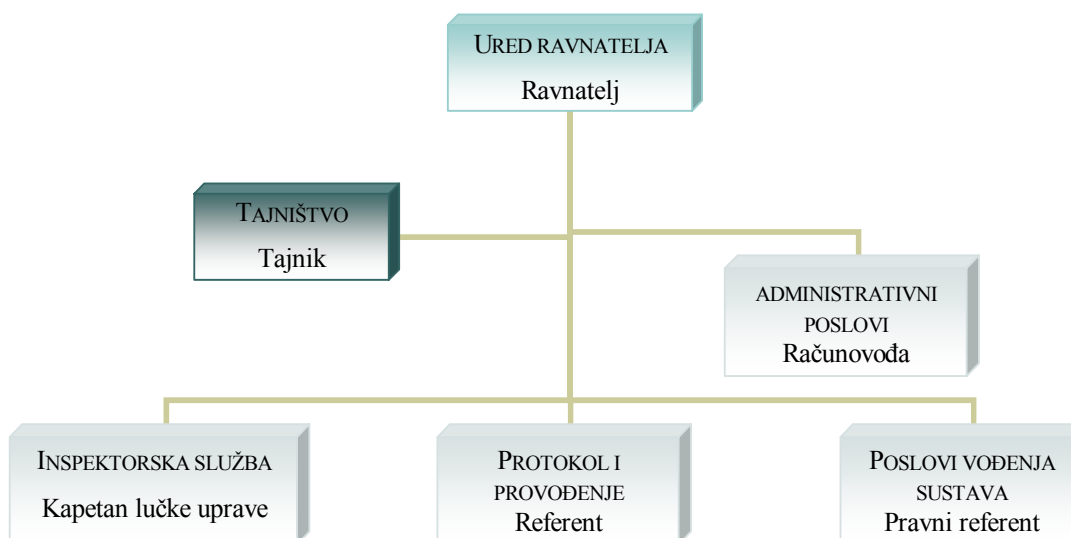 URED RAVNATELJA
Ravnatelj
TAJNIŠTVO
Tajnik
ADMINISTRATIVNI
POSLOVI
Računovođa
INSPEKTORSKA SLUŽBA
Kapetan lučke uprave
PROTOKOL I
PROVOĐENJE
Referent
POSLOVI VOĐENJA
SUSTAVA
Pravni referent